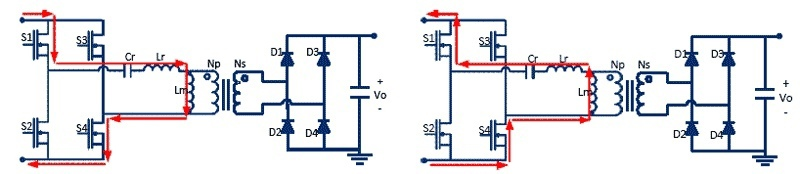 S1
S3
Cr
Lr
Np
Ns
D1
D3
Lm
+
Vo
-
S2
S4
D2
D4
S1
S3
Cr
Lr
Np
Ns
D1
D3
Lm
+
Vo
-
S2
S4
D2
D4